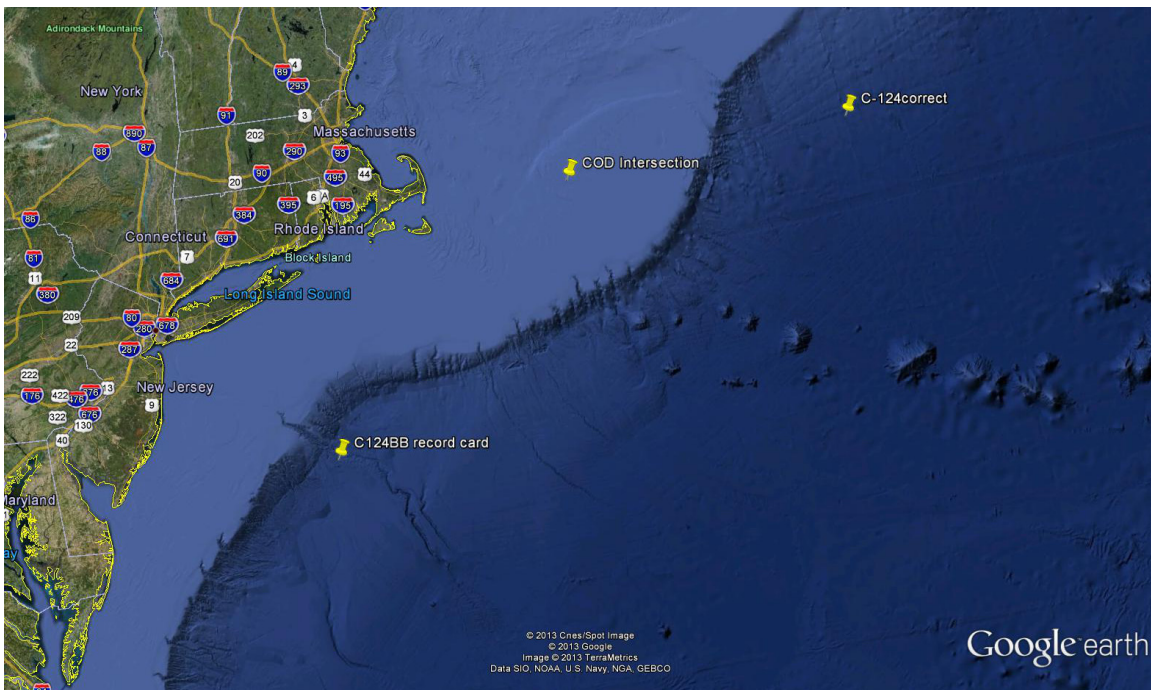 Adirondack Mountains
4
89
293
New York
C-124correct
91
3
890
202
Massachusetts
87
88
290
93
COD Intersection
90
44
495
20
6
A
395
195
86
384
Rhode Island
Connecticut
691
7
Block Island
81
11
684
380
Long Island Sound
209
80
678
280
22
287
222
13
New Jersey
176
422
476
9
322
676
130
40
C124BB record card
Maryland
ay
© 2013 Cnes/Spot Image
© 2013 Google
Image © 2013 TerraMetrics
Data SIO, NOAA, U.S. Navy, NGA, GEBCO
Google earth